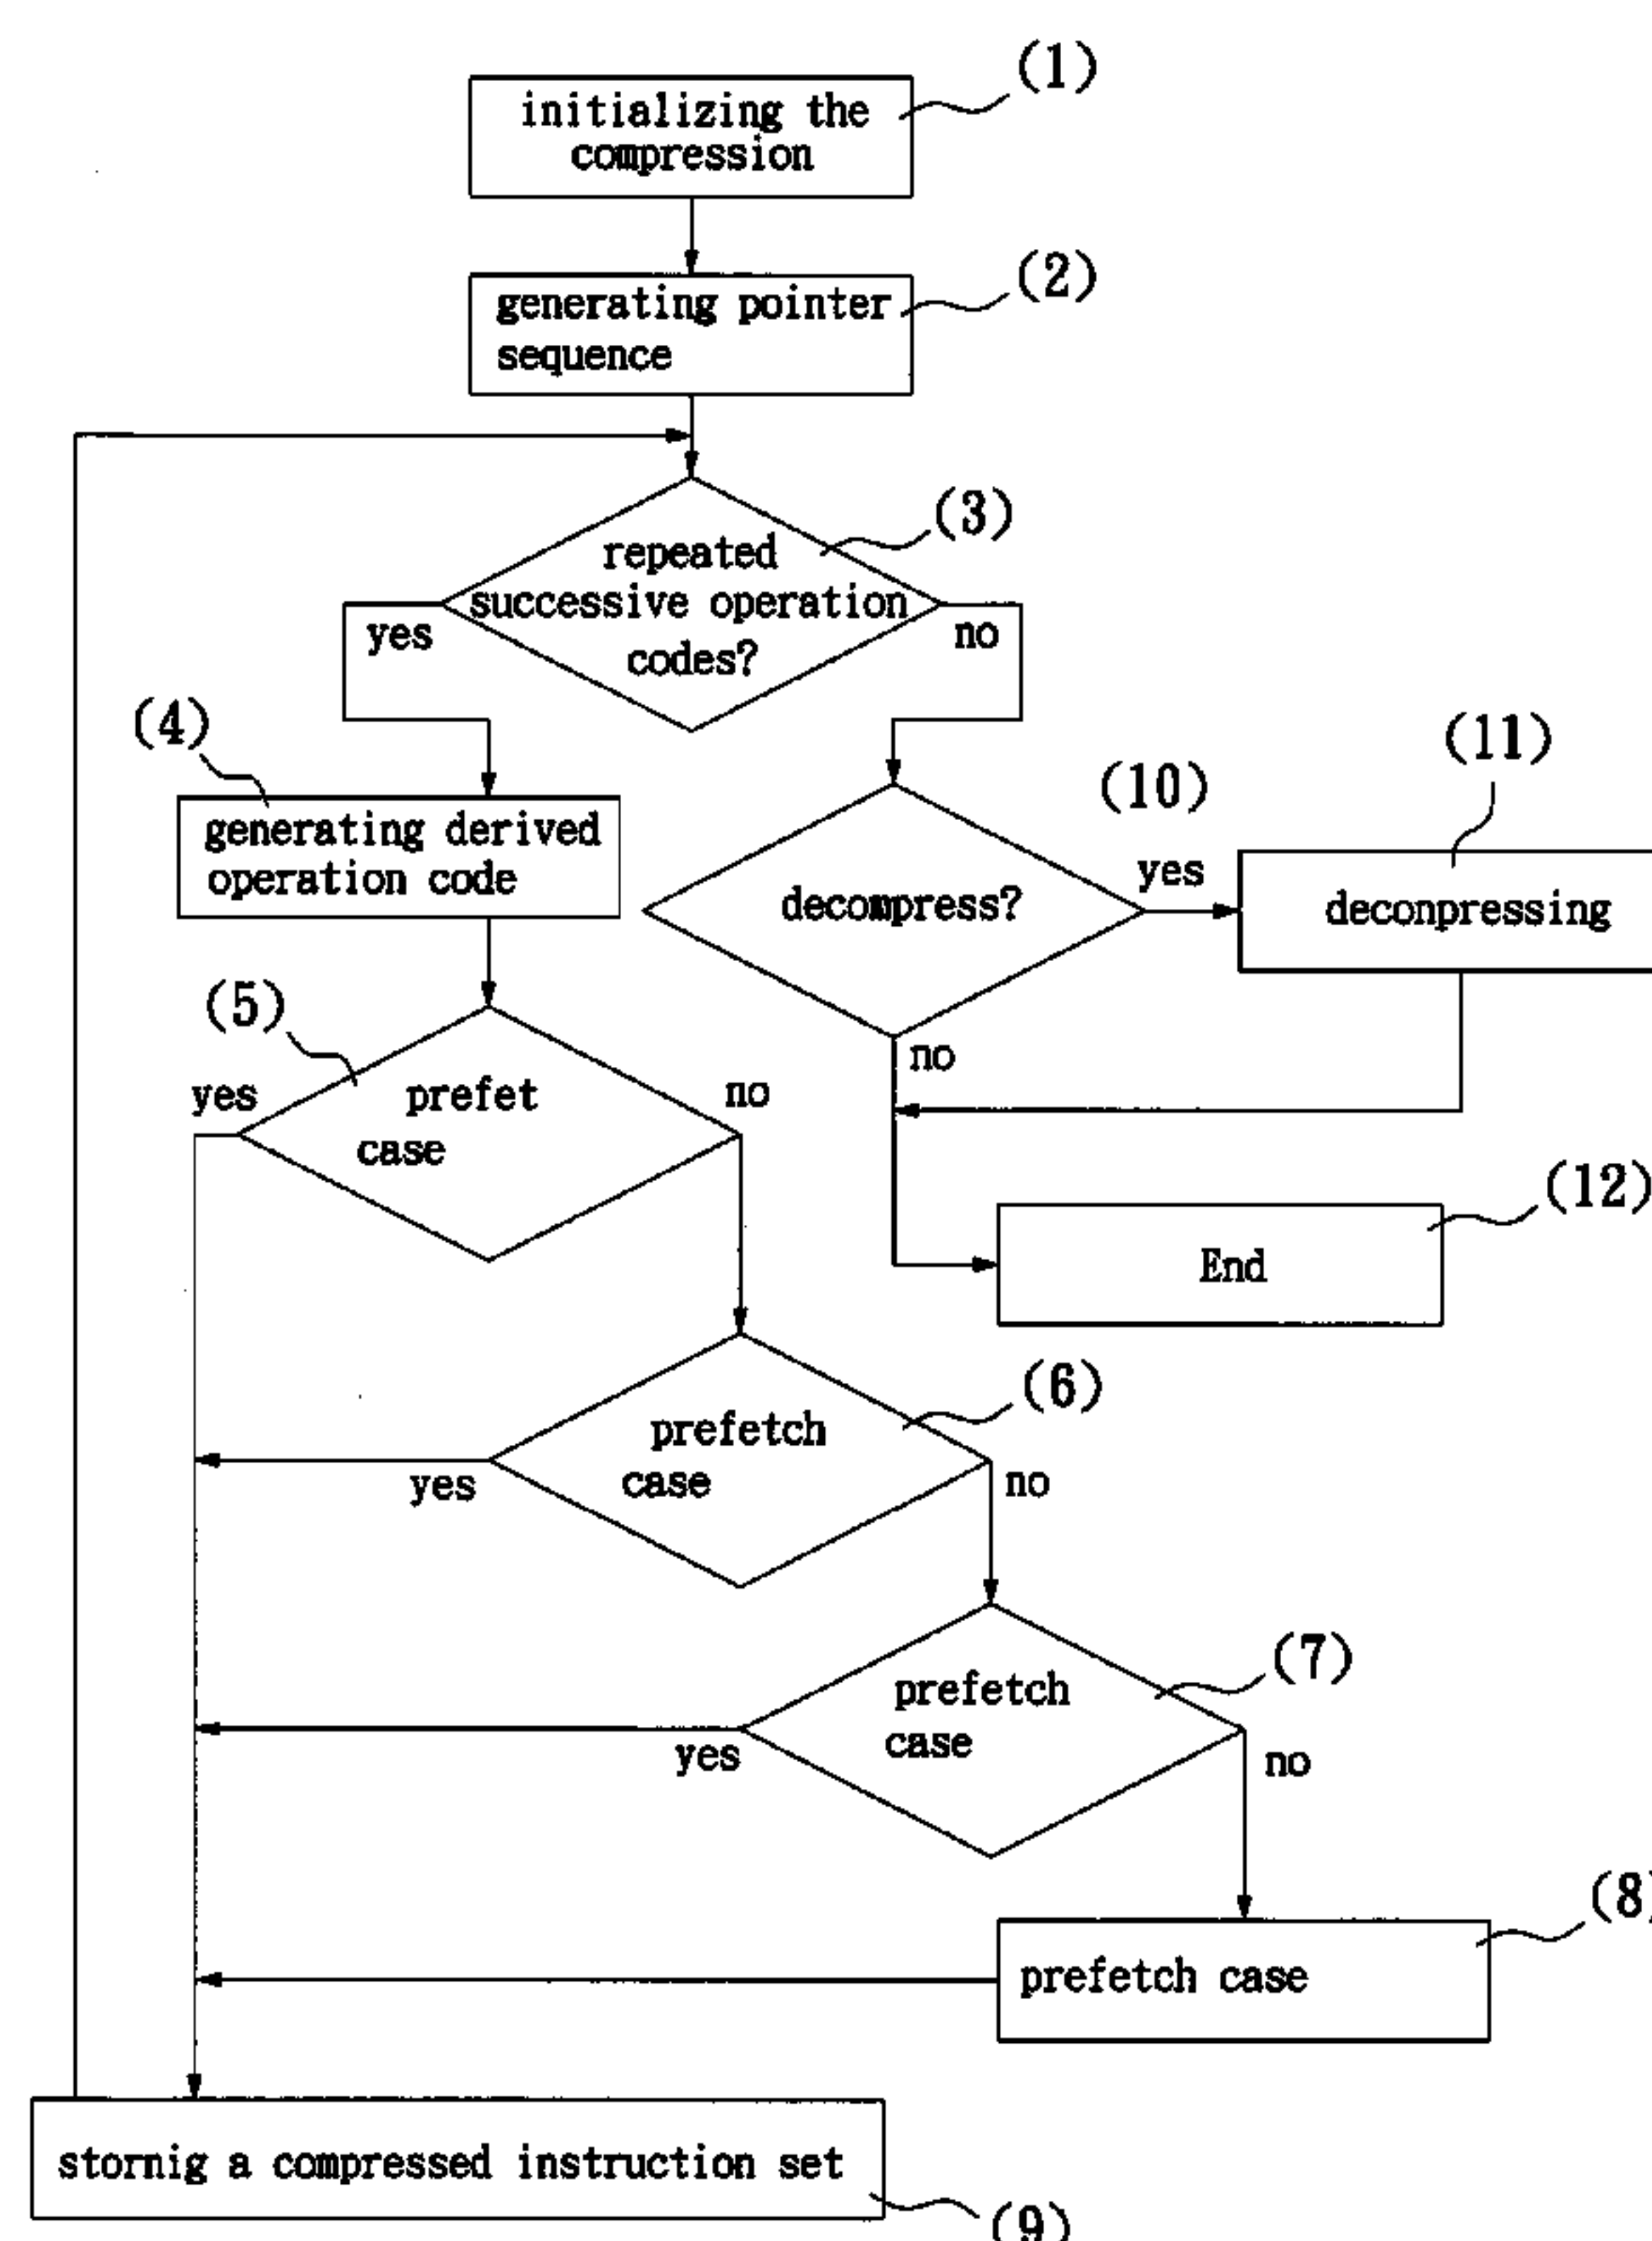 (1)
initializing the
compression
(2)
generating pointer
sequence
(3)
repeated
successive operation
codes?
yes
no
(4)
generating derived
operation code
(10)
decompress?
yes
no
(11)
deconpressing
(5)
prefet
case
yes
no
(12)
End
(6)
prefetch
case
yes
no
(7)
prefetch
case
yes
no
(8)
prefetch case
stornig a compressed instruction set
(9)